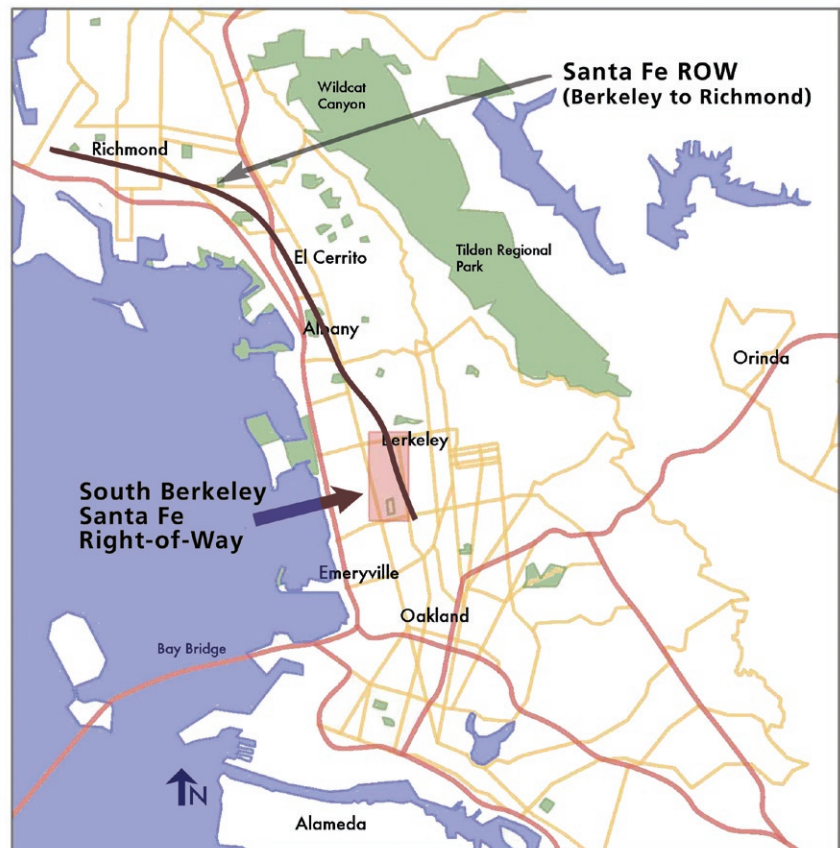 Santa Fe ROW
(Berkeley to Richmond)
Wildcat
Canyon
Richmond
Tilden Regional
Park
El Cerrito
Albany
Orinda
Berkeley
South Berkeley
Santa Fe
Right-of-Way
Emeryville
Oakland
Bay Bridge
N
Alameda